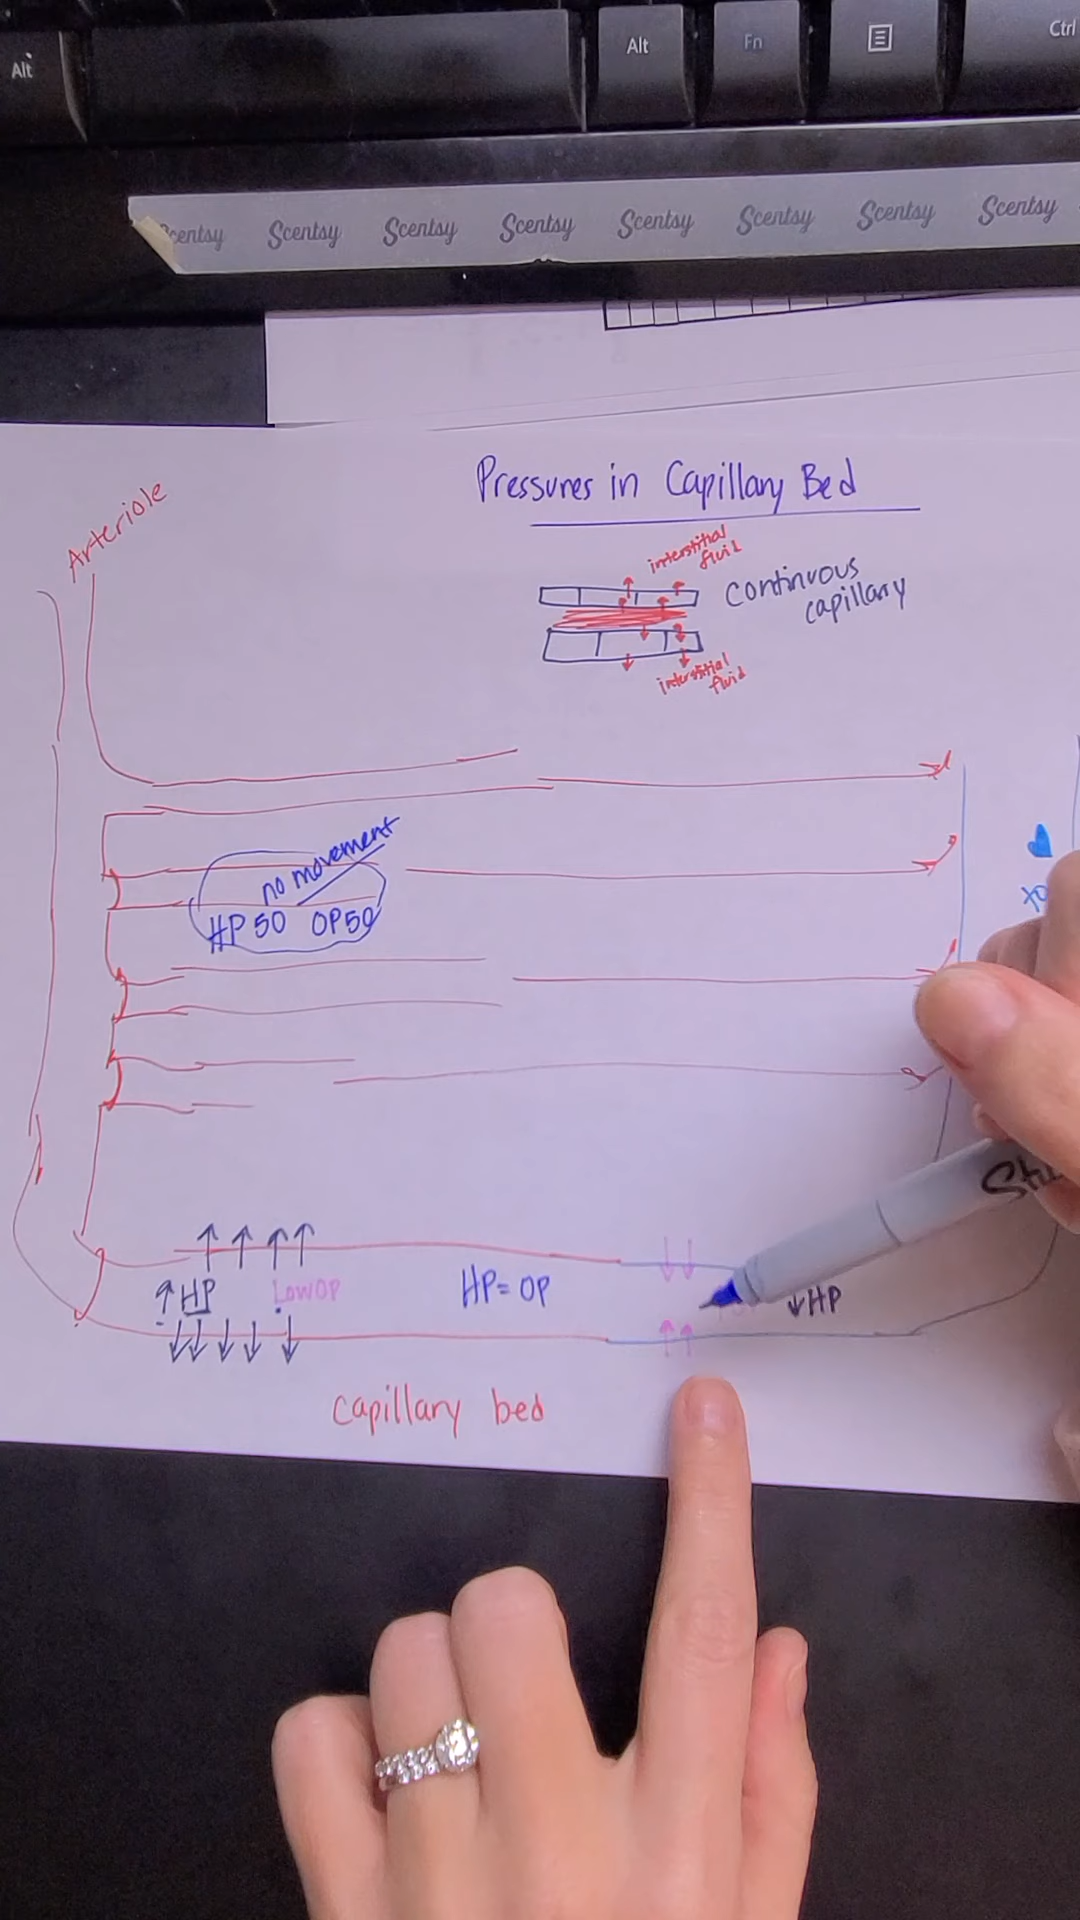 Alt
Alt
Fn
Ctrl
Scentsy Scentsy Scentsy Scentsy Scentsy Scentsy Scentsy Scentsy
Pressures in Capillary Bed
Arteriole
interstitial
fluid
continuous
capillary
interstitial
fluid
no movement
HP 50 OP 50
↑HP
Low OP
HP = OP
↓HP
capillary bed